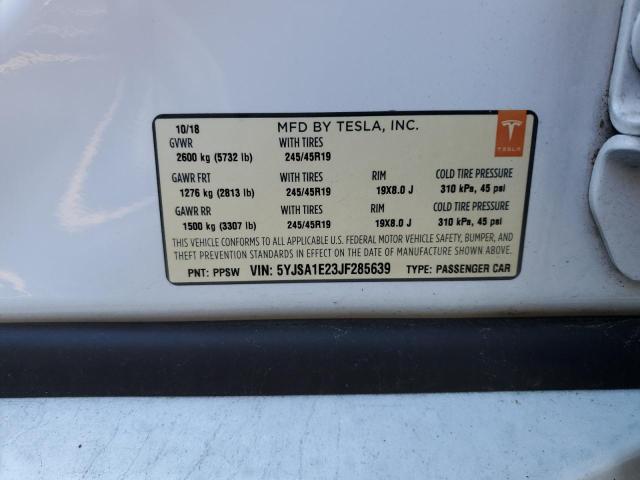 10/18 MFD BY TESLA, INC.
GVWR WITH TIRES
2600 kg (5732 lb) 245/45R19
TESLA
GAWR FRT WITH TIRES RIM COLD TIRE PRESSURE
1276 kg (2813 lb) 245/45R19 19X8.0 J 310 kPa, 45 psi
GAWR RR WITH TIRES RIM COLD TIRE PRESSURE
1500 kg (3307 lb) 245/45R19 19X8.0 J 310 kPa, 45 psi
THIS VEHICLE CONFORMS TO ALL APPLICABLE U.S. FEDERAL MOTOR VEHICLE SAFETY, BUMPER, AND
THEFT PREVENTION STANDARDS IN EFFECT ON THE DATE OF MANUFACTURE SHOWN ABOVE.
PNT: PPSW VIN: 5YJSA1E23JF285639 TYPE: PASSENGER CAR